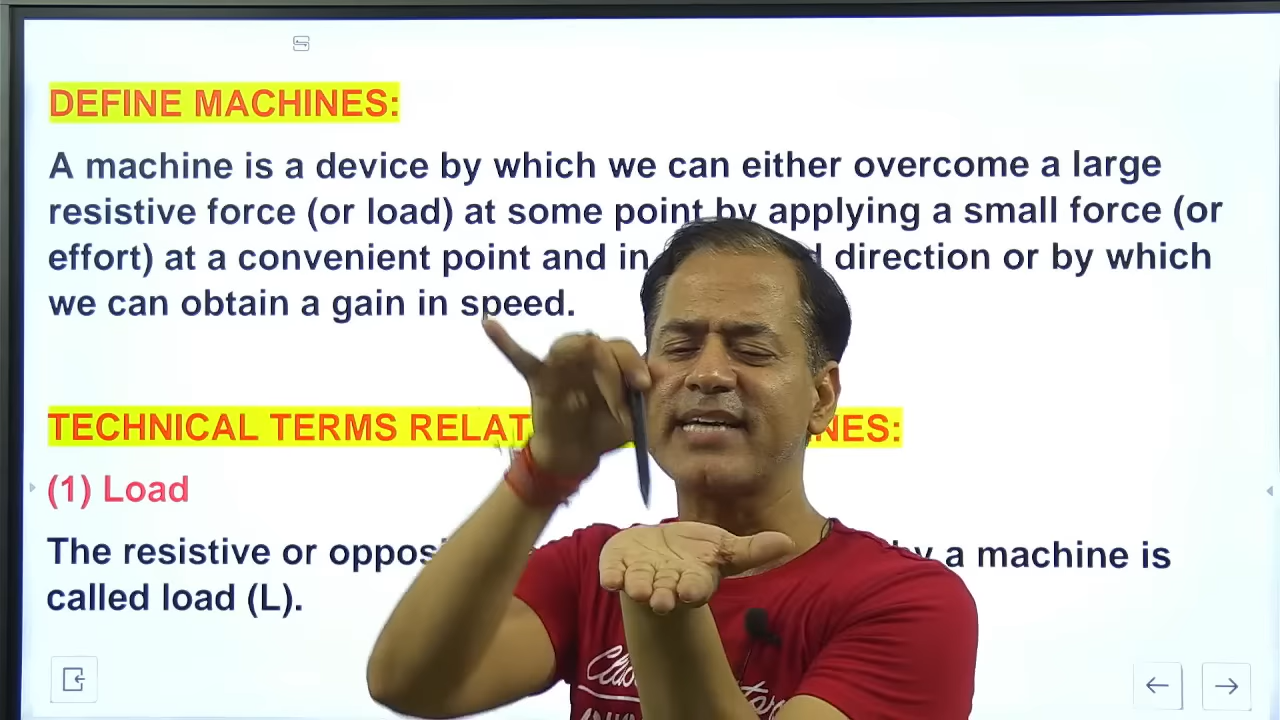 DEFINE MACHINES:
A machine is a device by which we can either overcome a large
resistive force (or load) at some point by applying a small force (or
effort) at a convenient point and in direction or by which
we can obtain a gain in speed.
TECHNICAL TERMS RELAT NES:
(1) Load
The resistive or oppos by a machine is
called load (L).